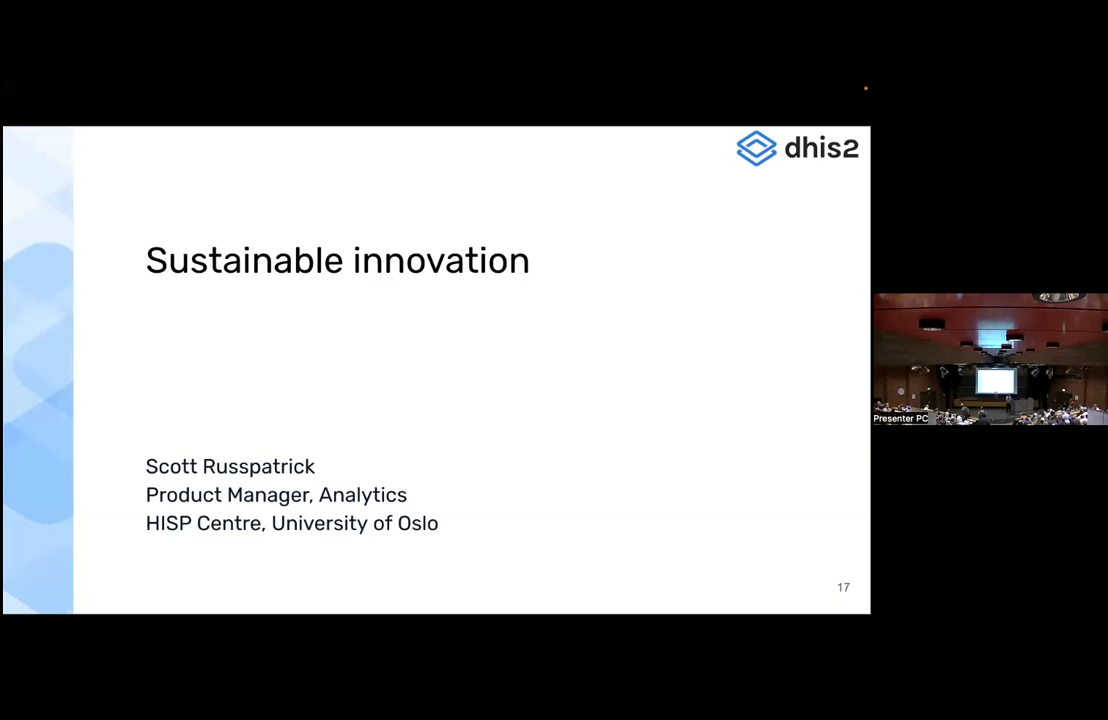 dhis2
Sustainable innovation
Scott Russpatrick
Product Manager, Analytics
HISP Centre, University of Oslo
17
Presenter PC